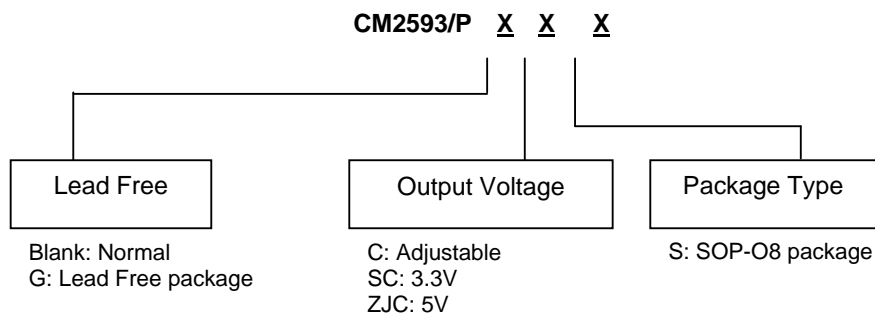 CM2593/P X X X
Lead Free
Output Voltage
Package Type
Blank: Normal
G: Lead Free package
C: Adjustable
SC: 3.3V
ZJC: 5V
S: SOP-O8 package